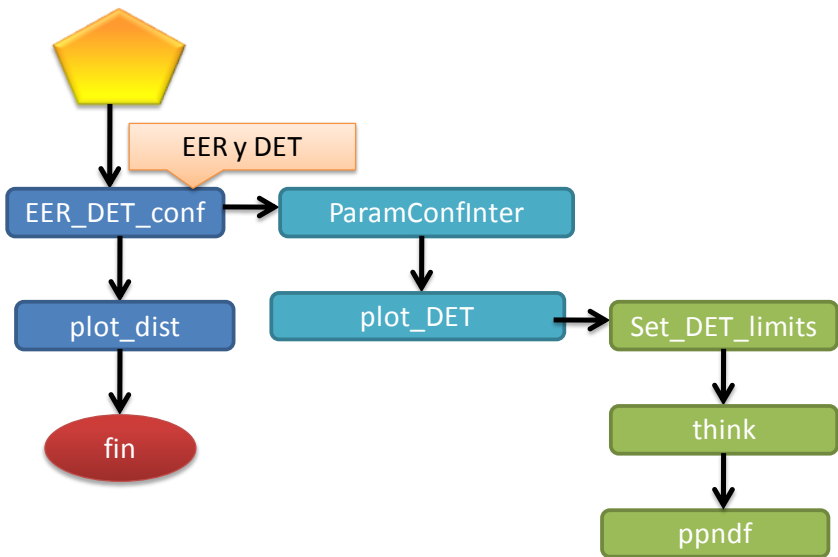 EER y DET
EER_DET_conf
ParamConfInter
plot_dist
plot_DET
Set_DET_limits
fin
think
ppndf